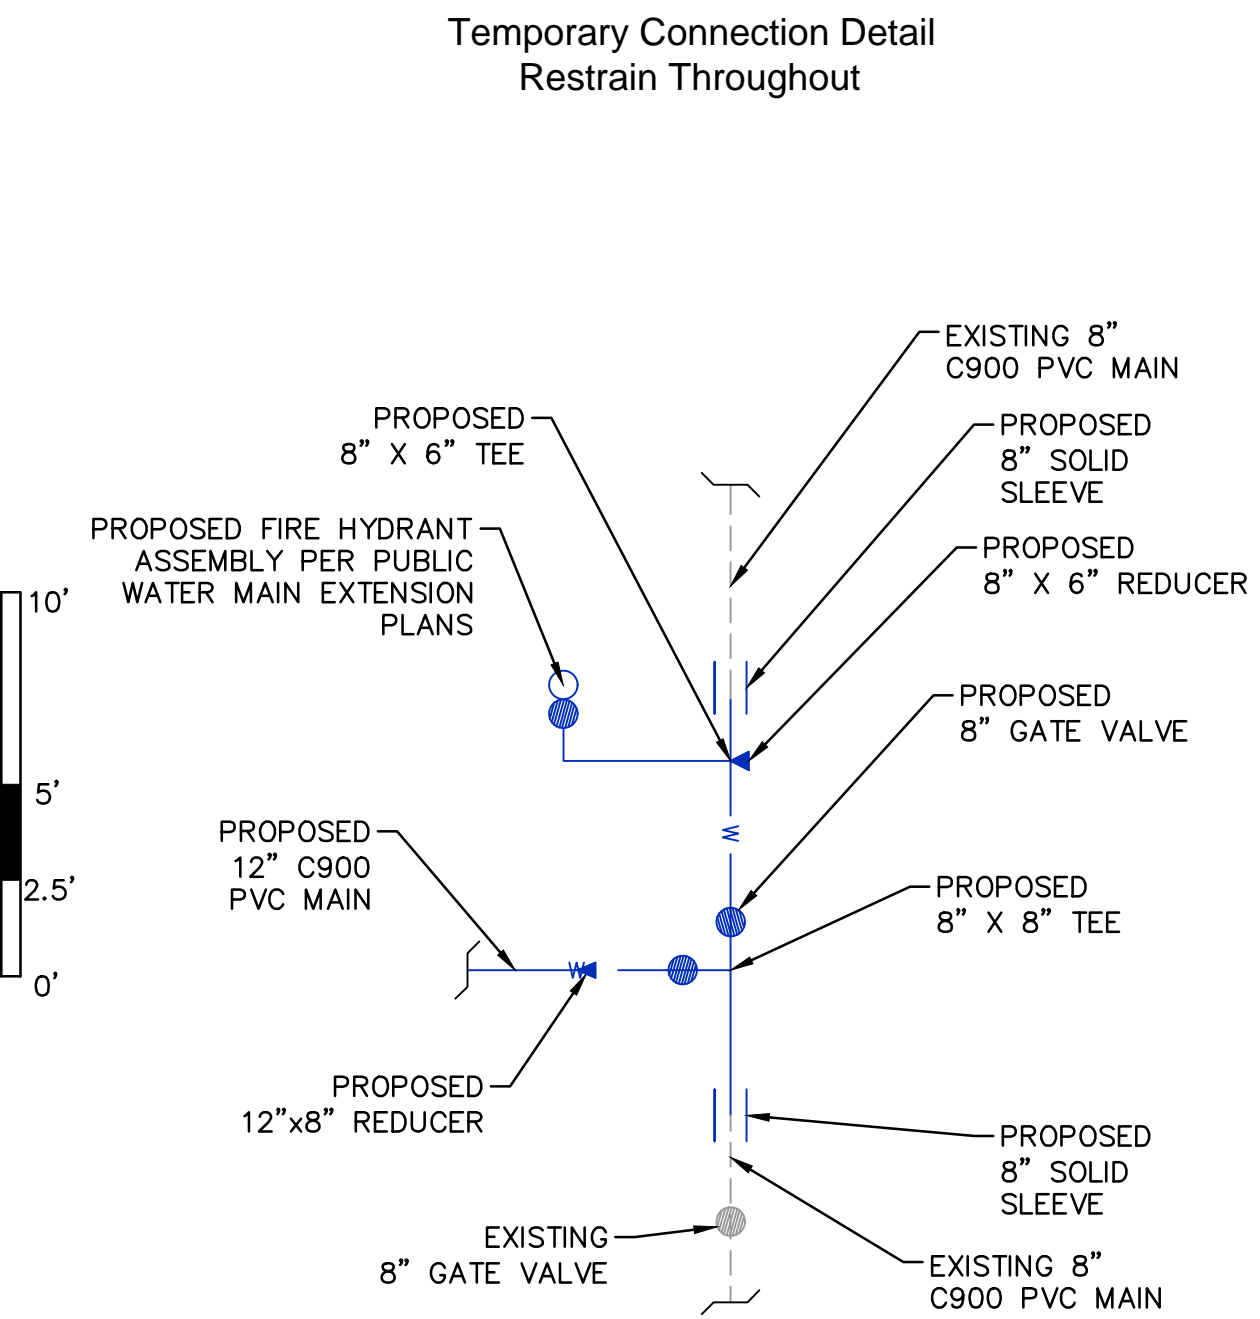 Temporary Connection Detail
Restrain Throughout
EXISTING 8”
C900 PVC MAIN
PROPOSED
8” X 6” TEE
PROPOSED
8” SOLID
SLEEVE
PROPOSED FIRE HYDRANT
ASSEMBLY PER PUBLIC
WATER MAIN EXTENSION
PLANS
PROPOSED
8” X 6” REDUCER
10’
5’
2.5’
0’
PROPOSED
8” GATE VALVE
W
PROPOSED
12” C900
PVC MAIN
PROPOSED
8” X 8” TEE
W
PROPOSED
12”x8” REDUCER
PROPOSED
8” SOLID
SLEEVE
EXISTING
8” GATE VALVE
EXISTING 8”
C900 PVC MAIN